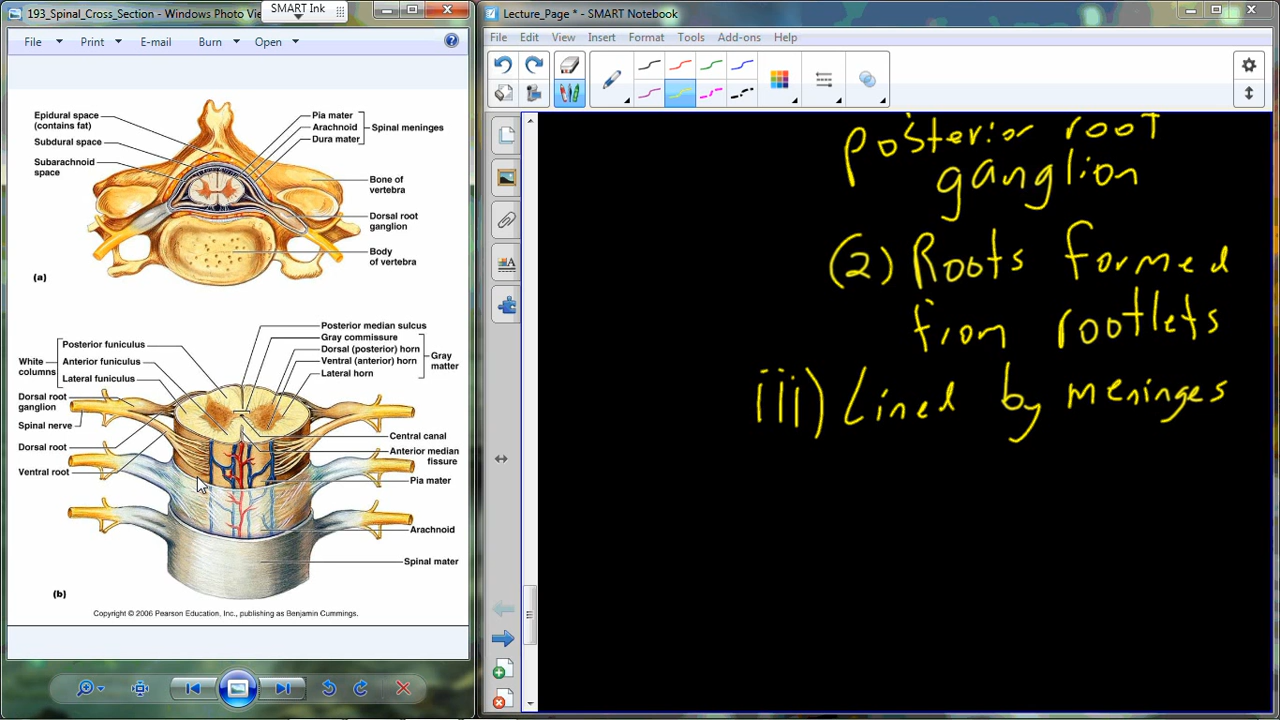 193_Spinal_Cross_Section - Windows Photo Vie
SMART Ink
File Print E-mail Burn Open
Epidural space
(contains fat)
Subdural space
Subarachnoid
space
Pia mater
Arachnoid
Dura mater
Spinal meninges
Bone of
vertebra
Dorsal root
ganglion
Body
of vertebra
(a)
Posterior median sulcus
Gray commissure
Dorsal (posterior) horn
Ventral (anterior) horn
Lateral horn
Gray
matter
White
columns
Posterior funiculus
Anterior funiculus
Lateral funiculus
Dorsal root
ganglion
Spinal nerve
Dorsal root
Ventral root
Central canal
Anterior median
fissure
Pia mater
Arachnoid
Spinal mater
(b)
Copyright © 2006 Pearson Education, Inc., publishing as Benjamin Cummings.
Lecture_Page * - SMART Notebook
File Edit View Insert Format Tools Add-ons Help
Posterior root
ganglion
(2) Roots formed
from rootlets
iii) Lined by meninges